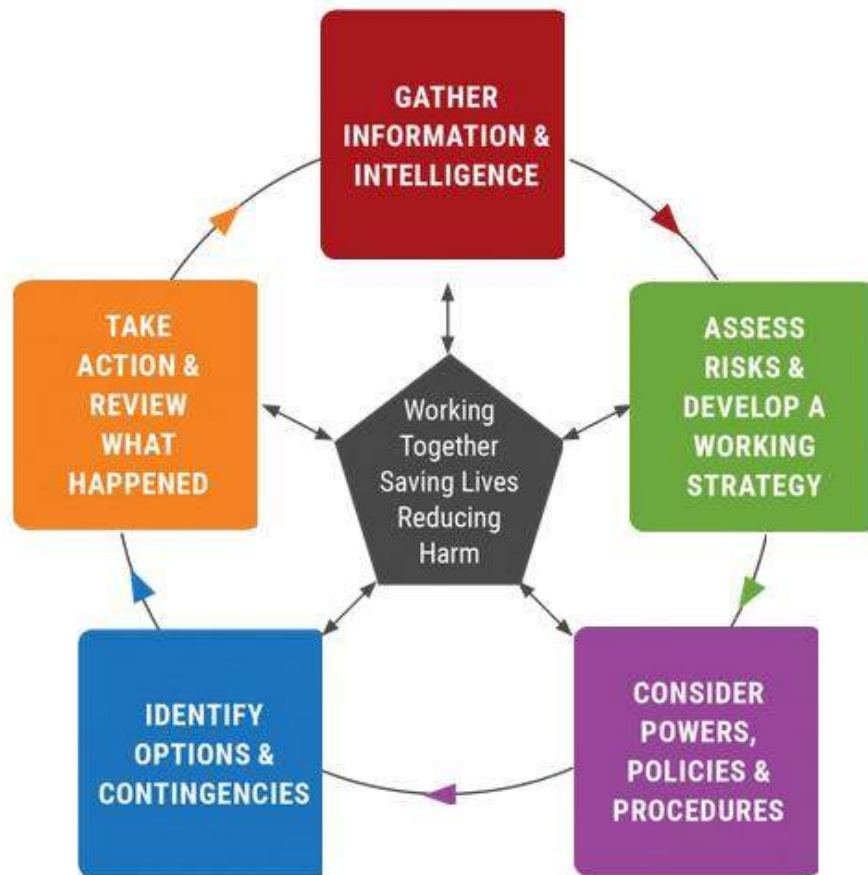 GATHER
INFORMATION &
INTELLIGENCE
ASSESS
RISKS &
DEVELOP A
WORKING
STRATEGY
CONSIDER
POWERS,
POLICIES &
PROCEDURES
IDENTIFY
OPTIONS &
CONTINGENCIES
TAKE
ACTION &
REVIEW
WHAT
HAPPENED
Working
Together
Saving Lives
Reducing
Harm